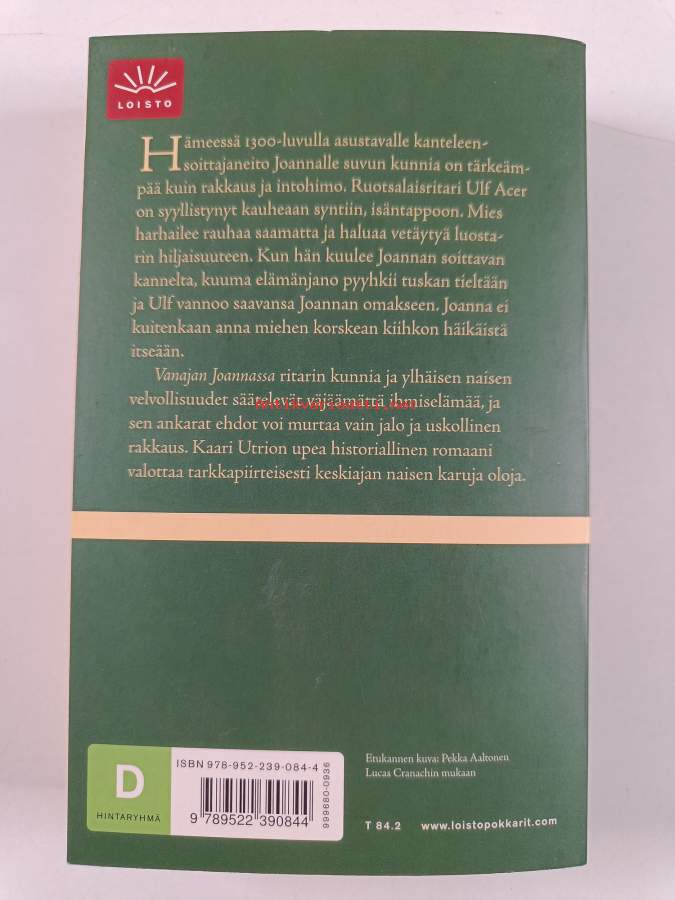 LOISTO
Hämeessä 1300-luvulla asustavalle kanteleen-
soittajaneito Joannalle suvun kunnia on tärkeäm-
pää kuin rakkaus ja intohimo. Ruotsalaisritari Ulf Acer
on syyllistynyt kauheaan syntiin, isäntappoon. Mies
harhailee rauhaa saamatta ja haluaa vetäytyä luosta-
rin hiljaisuuteen. Kun hän kuulee Joannan soittavan
kannelta, kuuma elämänjano pyyhkii tuskan tieltään
ja Ulf vannoo saavansa Joannan omakseen. Joanna ei
kuitenkaan anna miehen korskean kiihkon häikäistä
itseään.
Vanajan Joannassa ritarin kunnia ja ylhäisen naisen
velvollisuudet säätelevät vääjäämättä ihmiselämää, ja
sen ankarat ehdot voi murtaa vain jalo ja uskollinen
rakkaus. Kaari Utrion upea historiallinen romaani
valottaa tarkkapiirteisesti keskiajan naisen karuja oloja.
D
HINTARYHMÄ
ISBN 978-952-239-084-4
9 789522 390844
999680-0936
Etukannen kuva: Pekka Aaltonen
Lucas Cranachin mukaan
T 84.2 www.loistopokkarit.com